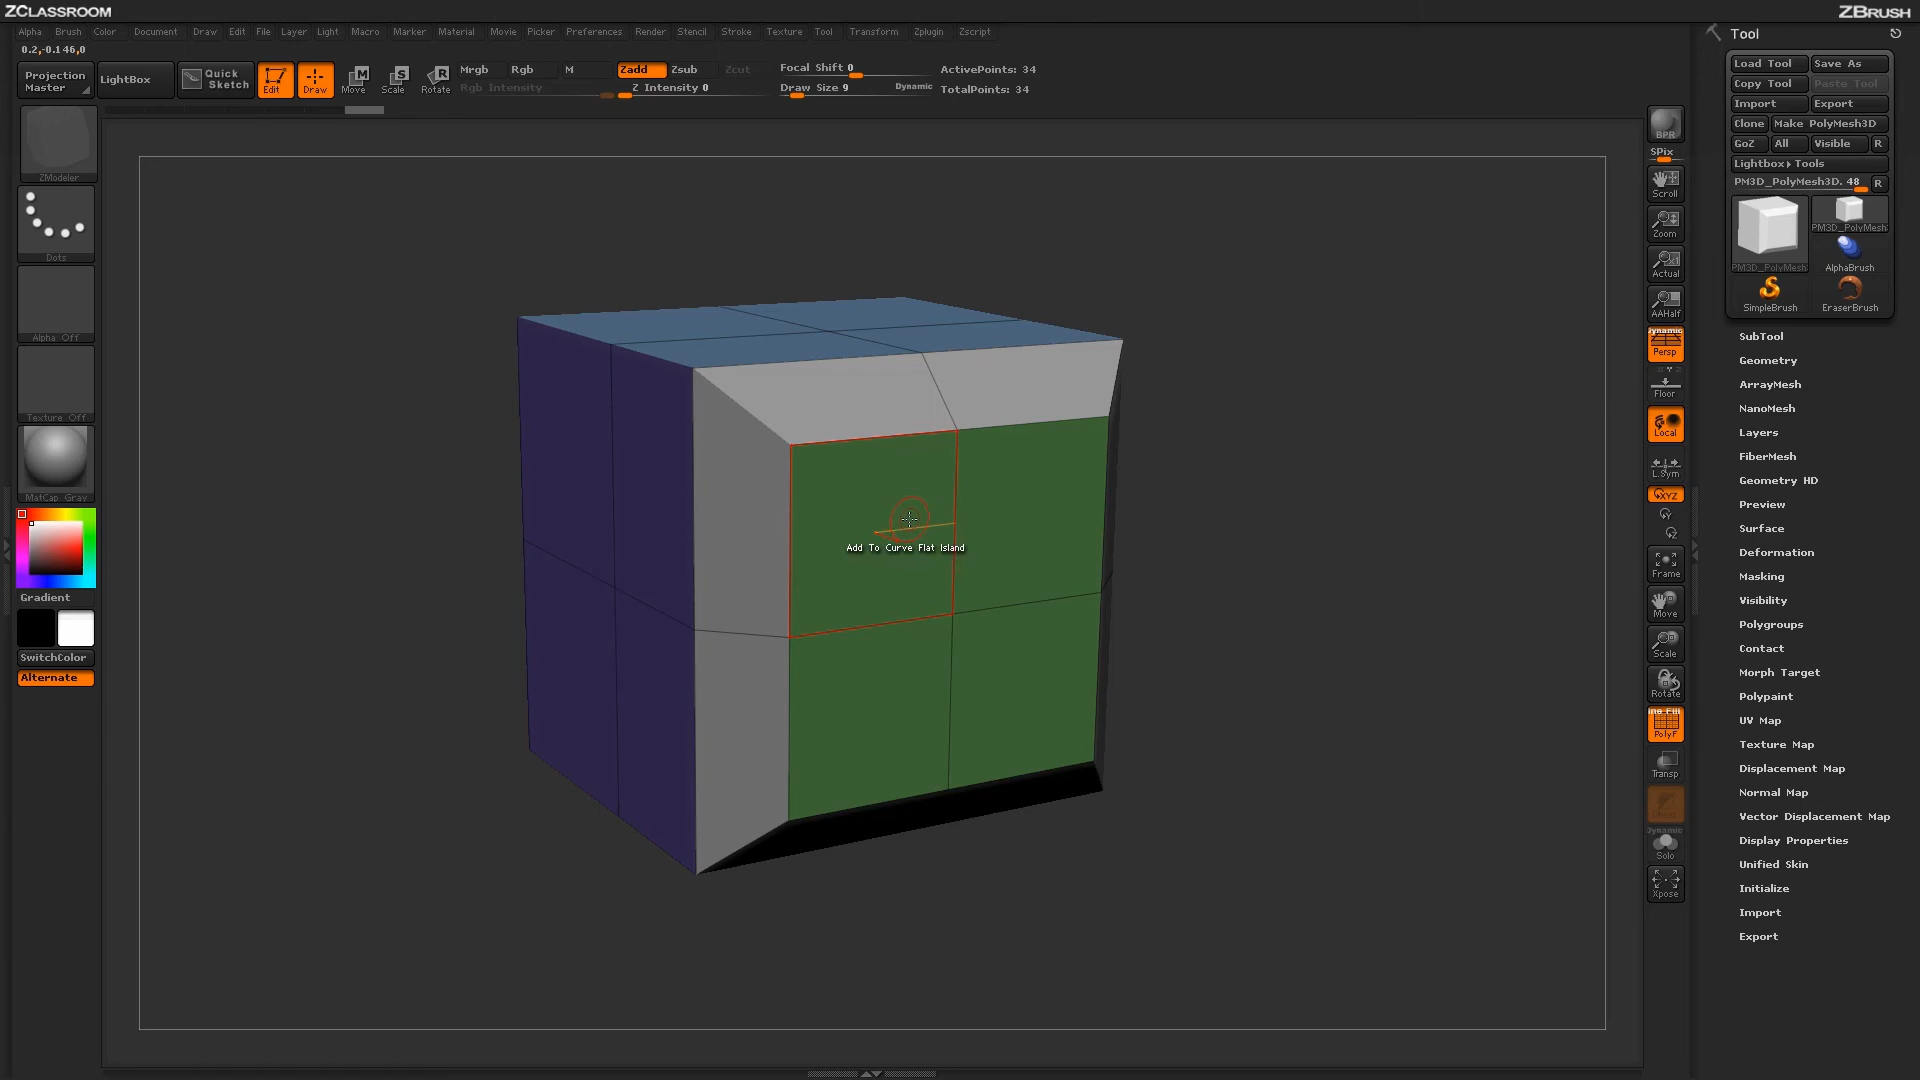 ZCLASSROOM
ZBRUSH
Alpha Brush Color Document Draw Edit File Layer Light Macro Marker Material Movie Picker Preferences Render Stencil Stroke Texture Tool Transform Zplugin Zscript
0.2,-0.146,0
Projection Master
LightBox
Quick Sketch
Edit
Draw
Move
Scale
Rotate
Mrgb Rgb M
Rgb Intensity
Zadd Zsub Zcut
Z Intensity 0
Focal Shift 0
Draw Size 9
Dynamic
ActivePoints: 34
TotalPoints: 34
ZModeler
Dots
Alpha Off
Texture Off
MatCap Gray
Gradient
SwitchColor
Alternate
Add To Curve Flat Island
BPR
SPix
Scroll
Zoom
Actual
AAHalf
Dynamic
Persp
Floor
Local
L.Sym
XYZ
Y
Z
Frame
Move
Scale
Rotate
PolyF
Transp
Dynamic
Solo
Xpose
Tool
Load Tool Save As
Copy Tool Paste Tool
Import Export
Clone Make PolyMesh3D
GoZ All Visible R
Lightbox▸Tools
PM3D_PolyMesh3D. 48 R
PM3D_PolyMesh PM3D_PolyMesh
AlphaBrush
SimpleBrush EraserBrush
SubTool
Geometry
ArrayMesh
NanoMesh
Layers
FiberMesh
Geometry HD
Preview
Surface
Deformation
Masking
Visibility
Polygroups
Contact
Morph Target
Polypaint
UV Map
Texture Map
Displacement Map
Normal Map
Vector Displacement Map
Display Properties
Unified Skin
Initialize
Import
Export